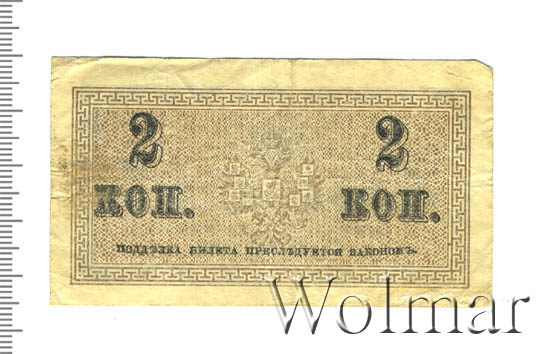 2 2
КОП. КОП.
ПОДДѢЛКА БИЛЕТА ПРЕСЛѢДУЕТСЯ ЗАКОНОМЪ.
Wolmar